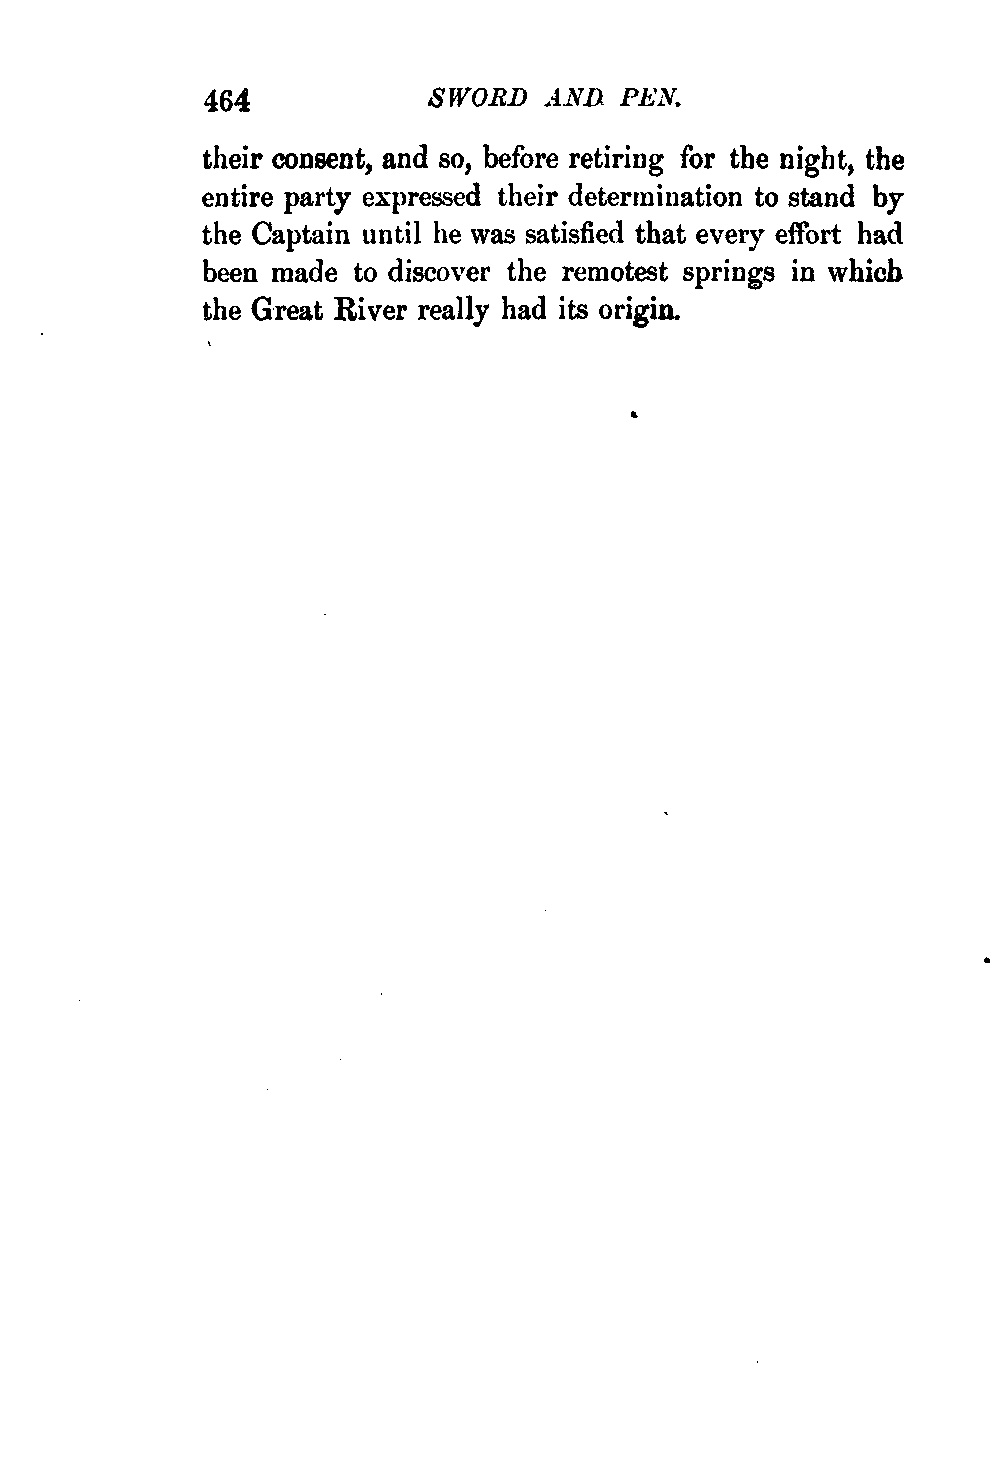 464 SWORD AND PEN.
their consent, and so, before retiring for the night, the
entire party expressed their determination to stand by
the Captain until he was satisfied that every effort had
been made to discover the remotest springs in which
the Great River really had its origin.